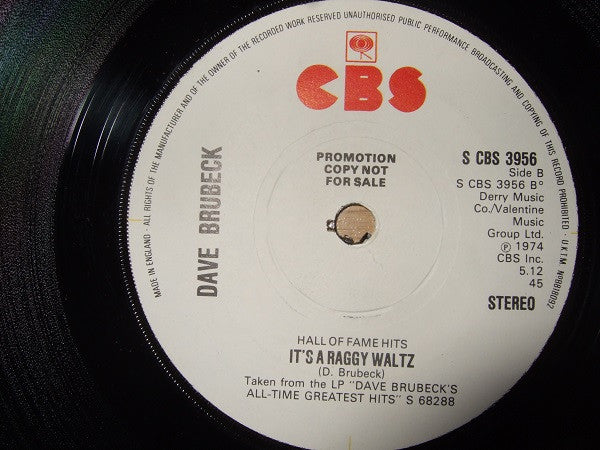 MADE IN ENGLAND - ALL RIGHTS OF THE MANUFACTURER AND OF THE OWNER OF THE RECORDED WORK RESERVED UNAUTHORISED PUBLIC PERFORMANCE BROADCASTING AND COPYING OF THIS RECORD PROHIBITED · U.K.T.M. №9818092
CBS
DAVE BRUBECK
PROMOTION
COPY NOT
FOR SALE
S CBS 3956
Side B
S CBS 3956 B°
Derry Music
Co./Valentine
Music
Group Ltd.
℗ 1974
CBS Inc.
5.12
45
STEREO
HALL OF FAME HITS
IT'S A RAGGY WALTZ
(D. Brubeck)
Taken from the LP "DAVE BRUBECK'S
ALL-TIME GREATEST HITS" S 68288